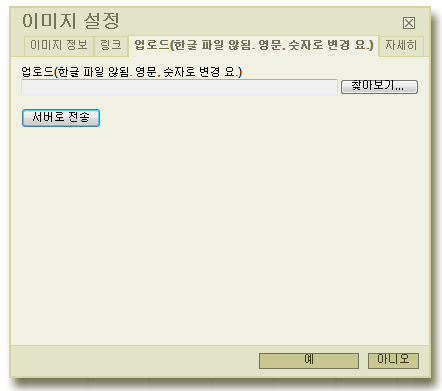 이미지 설정
이미지 정보 링크 업로드(한글 파일 않됨. 영문, 숫자로 변경 요.) 자세히
업로드(한글 파일 않됨. 영문, 숫자로 변경 요.)
찾아보기...
서버로 전송
예 아니오